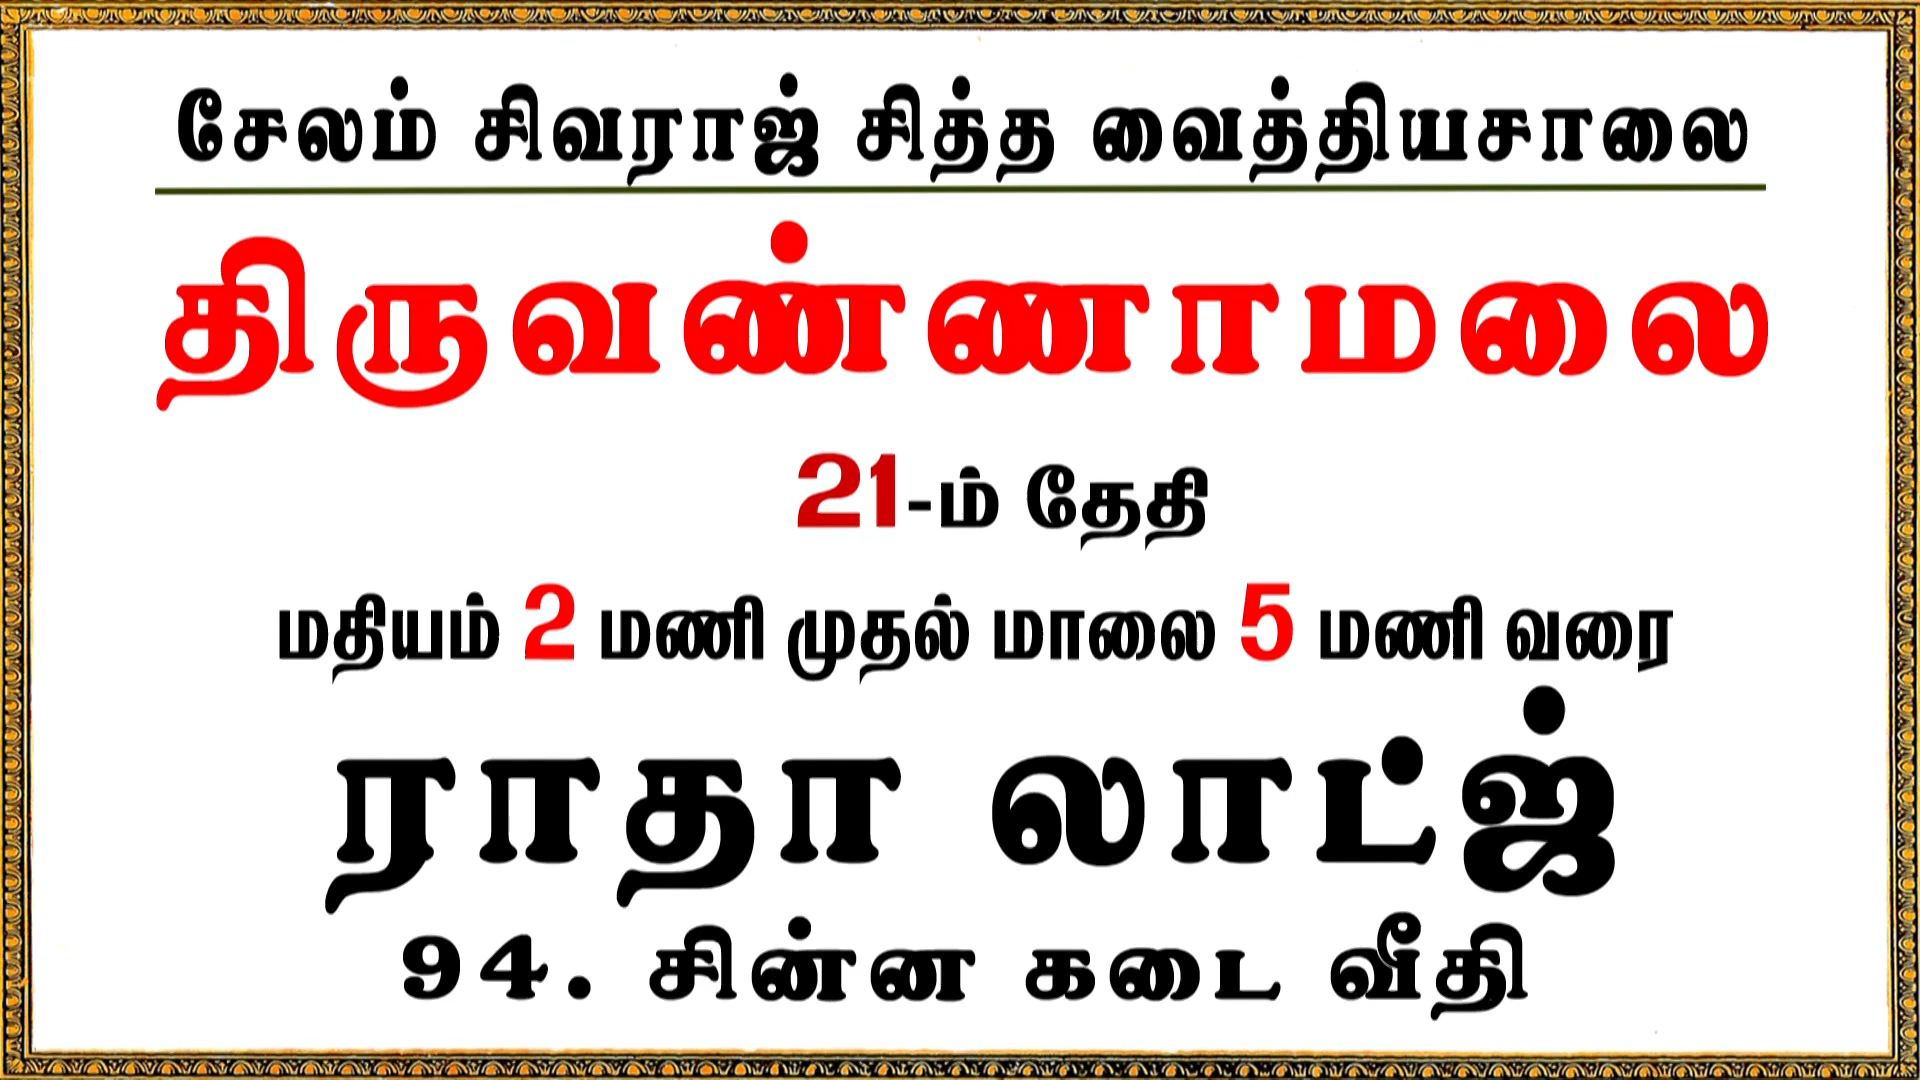 சேலம் சிவராஜ் சித்த வைத்தியசாலை
திருவண்ணாமலை
21-ம் தேதி
மதியம் 2 மணி முதல் மாலை 5 மணி வரை
ராதா லாட்ஜ்
94. சின்ன கடை வீதி